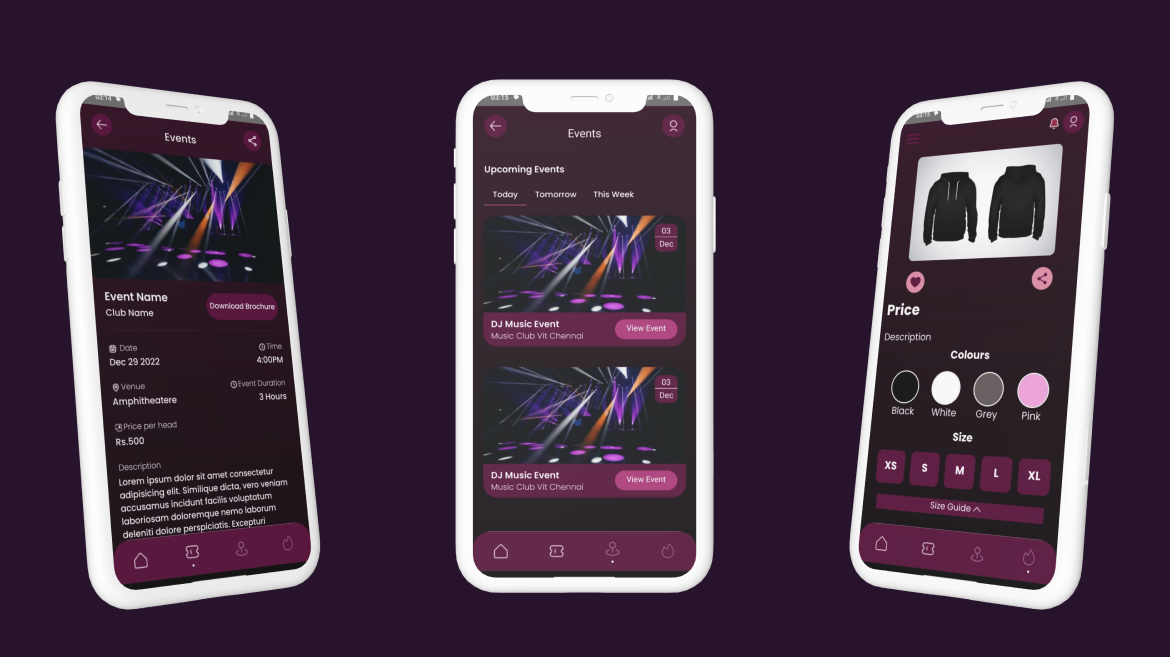 02:14
Events
Event Name
Club Name
Download Brochure
Date
Time
Dec 29 2022
4:00PM
Venue
Event Duration
Amphitheatere
3 Hours
Price per head
Rs.500
Description
Lorem ipsum dolor sit amet consectetur
adipisicing elit. Similique dicta, vero veniam
accusamus incidunt facilis voluptatum
laboriosam doloremque nemo laborum
deleniti dolore perspiciatis. Excepturi
Events
Upcoming Events
Today Tomorrow This Week
03
Dec
DJ Music Event
Music Club Vit Chennai
View Event
03
Dec
DJ Music Event
Music Club Vit Chennai
View Event
Price
Description
Colours
Black White Grey Pink
Size
XS S M L XL
Size Guide